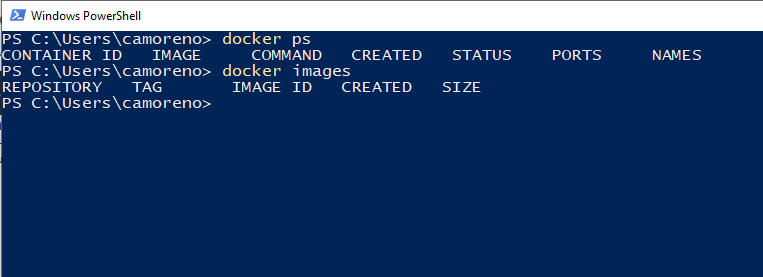 Windows PowerShell
PS C:\Users\camoreno> docker ps
CONTAINER ID   IMAGE     COMMAND   CREATED   STATUS    PORTS     NAMES
PS C:\Users\camoreno> docker images
REPOSITORY   TAG       IMAGE ID   CREATED   SIZE
PS C:\Users\camoreno>